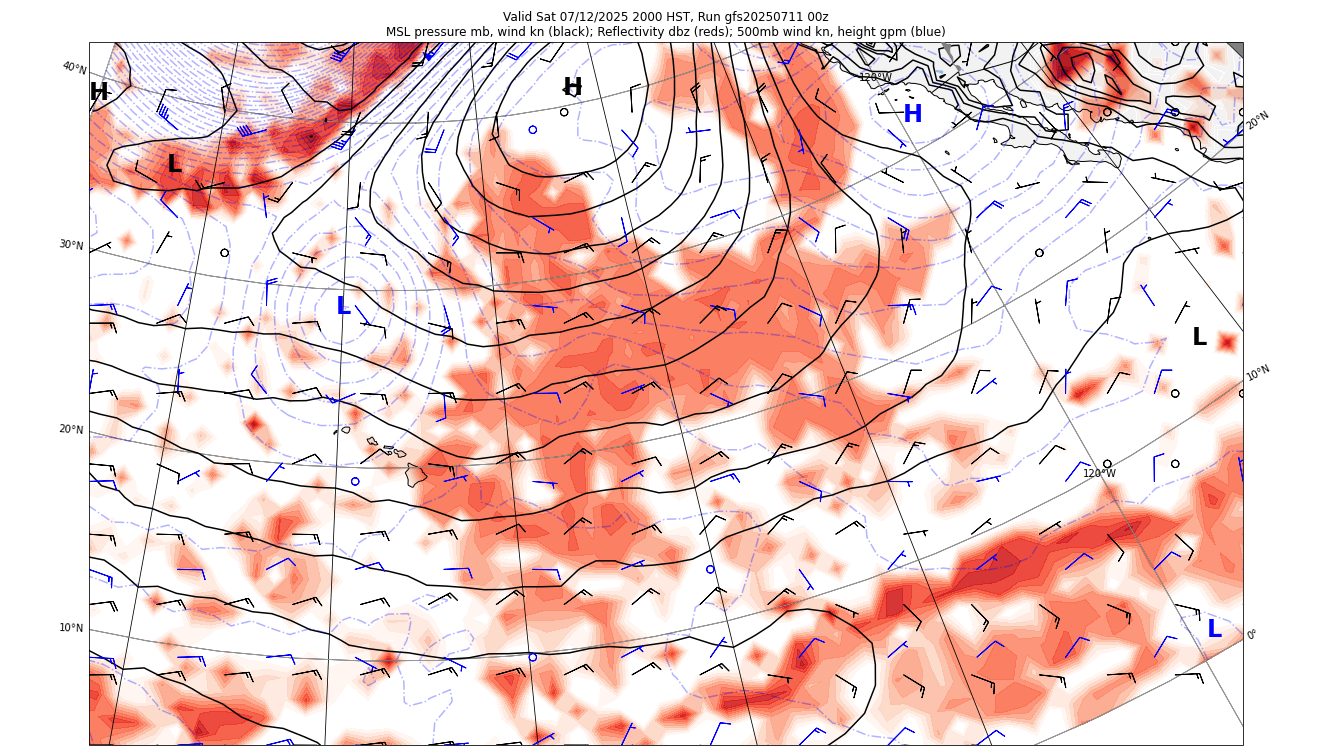 Valid Sat 07/12/2025 2000 HST, Run gfs20250711 00z
MSL pressure mb, wind kn (black); Reflectivity dbz (reds); 500mb wind kn, height gpm (blue)
40°N
H
H
120°W
H
20°N
L
30°N
L
L
10°N
20°N
120°W
10°N
L
0°